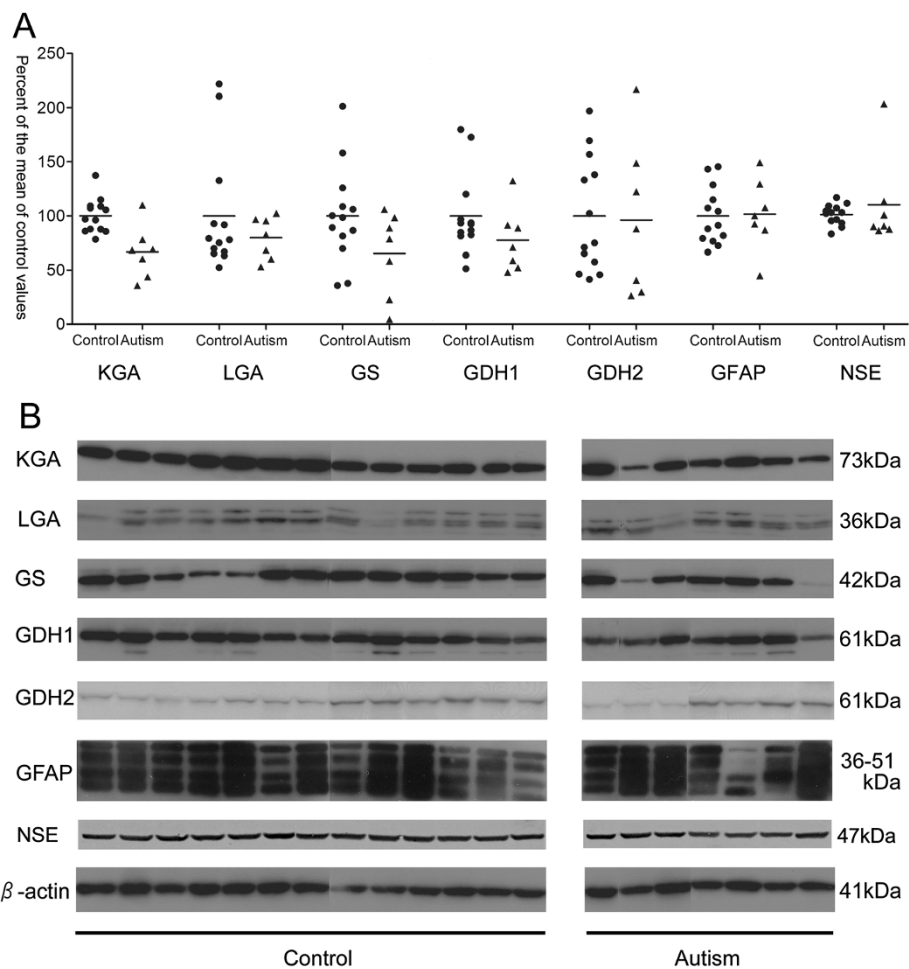 A
Percent of the mean of control values
250
200
150
100
50
0
Control Autism Control Autism Control Autism Control Autism Control Autism Control Autism Control Autism
KGA LGA GS GDH1 GDH2 GFAP NSE
B
KGA 73kDa
LGA 36kDa
GS 42kDa
GDH1 61kDa
GDH2 61kDa
GFAP 36-51 kDa
NSE 47kDa
β-actin 41kDa
Control Autism